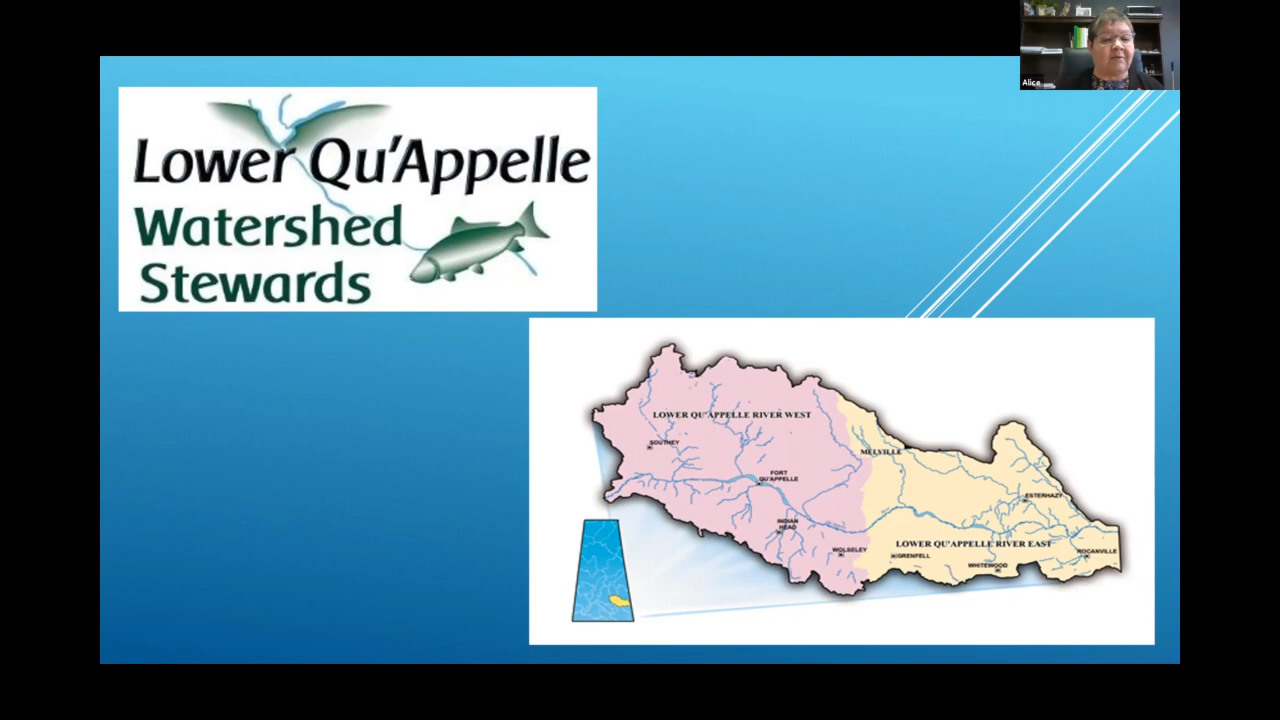 Alice
Lower Qu'Appelle
Watershed
Stewards
LOWER QU'APPELLE RIVER WEST
SOUTHEY
MELVILLE
FORT
QU'APPELLE
ESTERHAZY
INDIAN
HEAD
LOWER QU'APPELLE RIVER EAST
WOLSELEY
GRENFELL
ROCANVILLE
WHITEWOOD